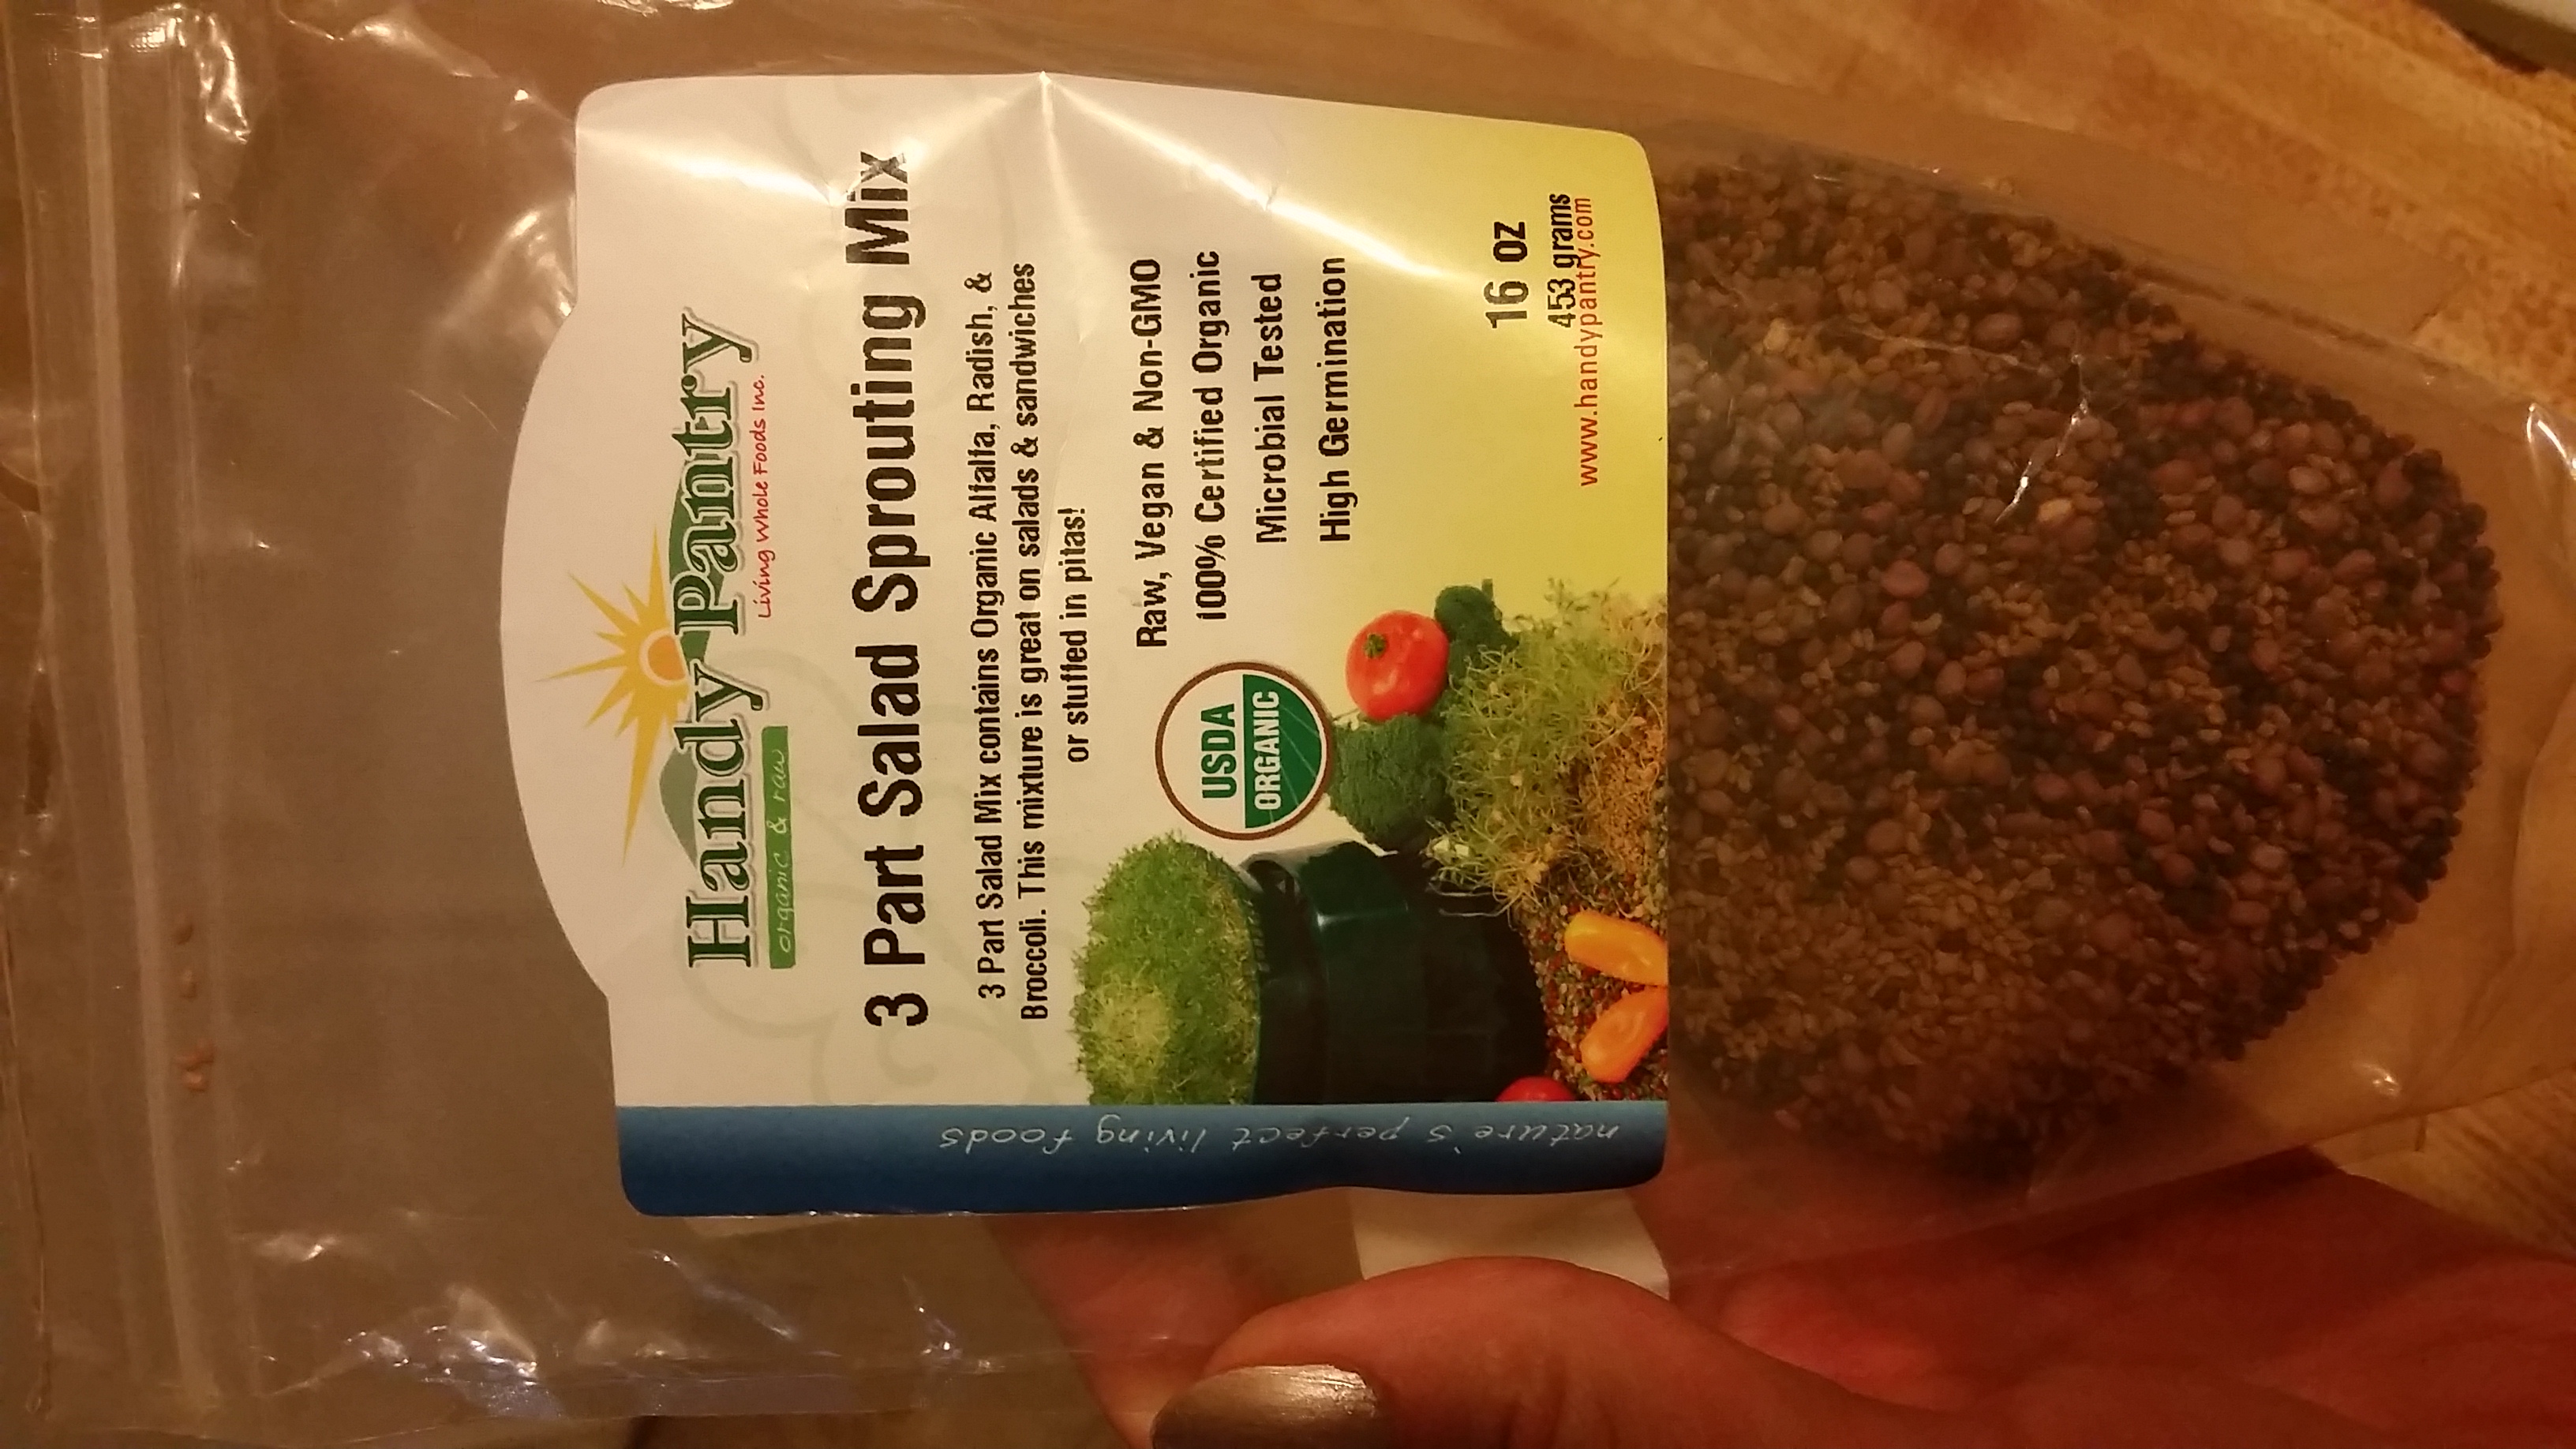 Handy Pantry
organic & raw
Living Whole Foods Inc.
3 Part Salad Sprouting Mix
3 Part Salad Mix contains Organic Alfalfa, Radish, &
Broccoli. This mixture is great on salads & sandwiches
or stuffed in pitas!
Raw, Vegan & Non-GMO
100% Certified Organic
Microbial Tested
High Germination
USDA
ORGANIC
16 oz
453 grams
www.handypantry.com
nature's perfect living foods